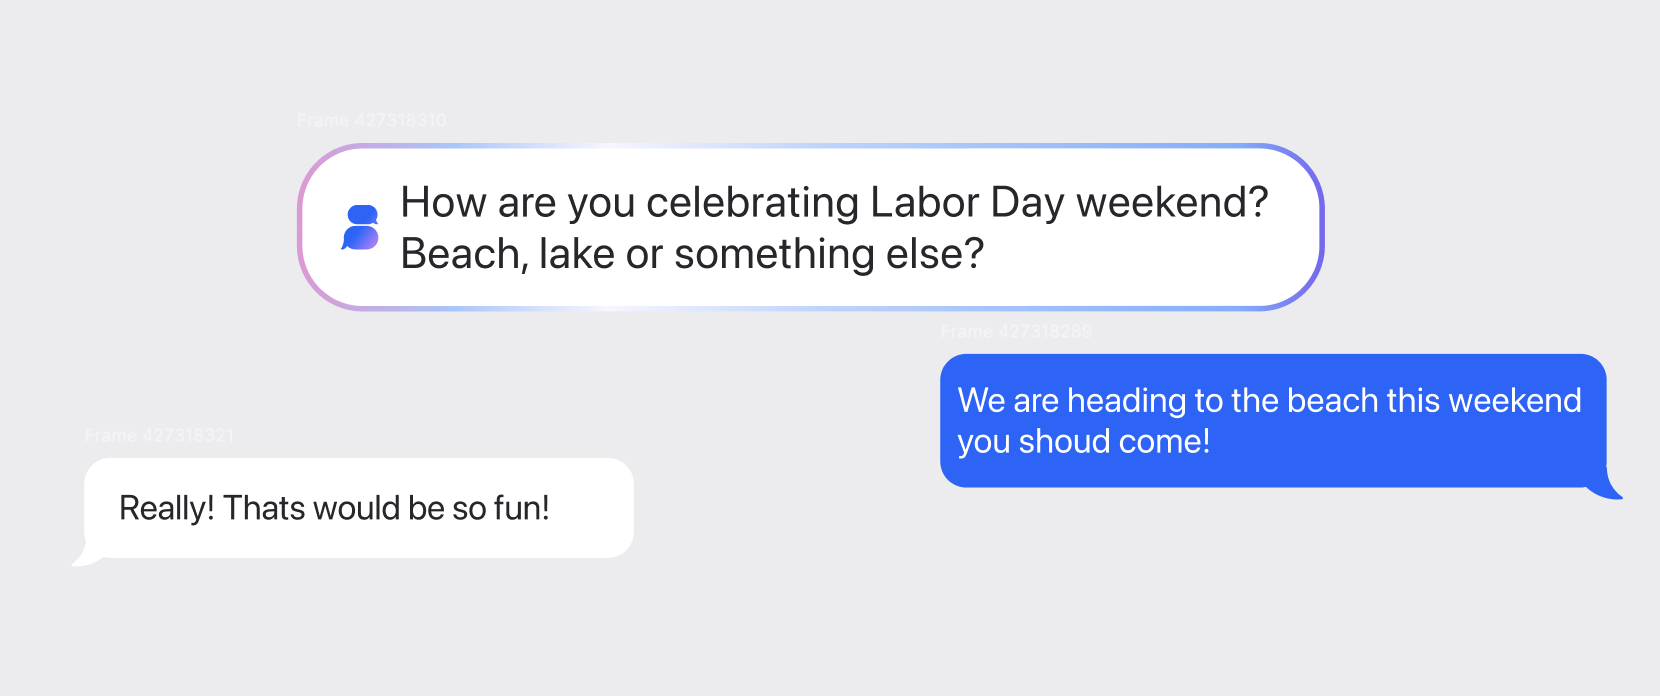 Frame 427318310
How are you celebrating Labor Day weekend?
Beach, lake or something else?
Frame 427318289
We are heading to the beach this weekend
you shoud come!
Frame 427318321
Really! Thats would be so fun!